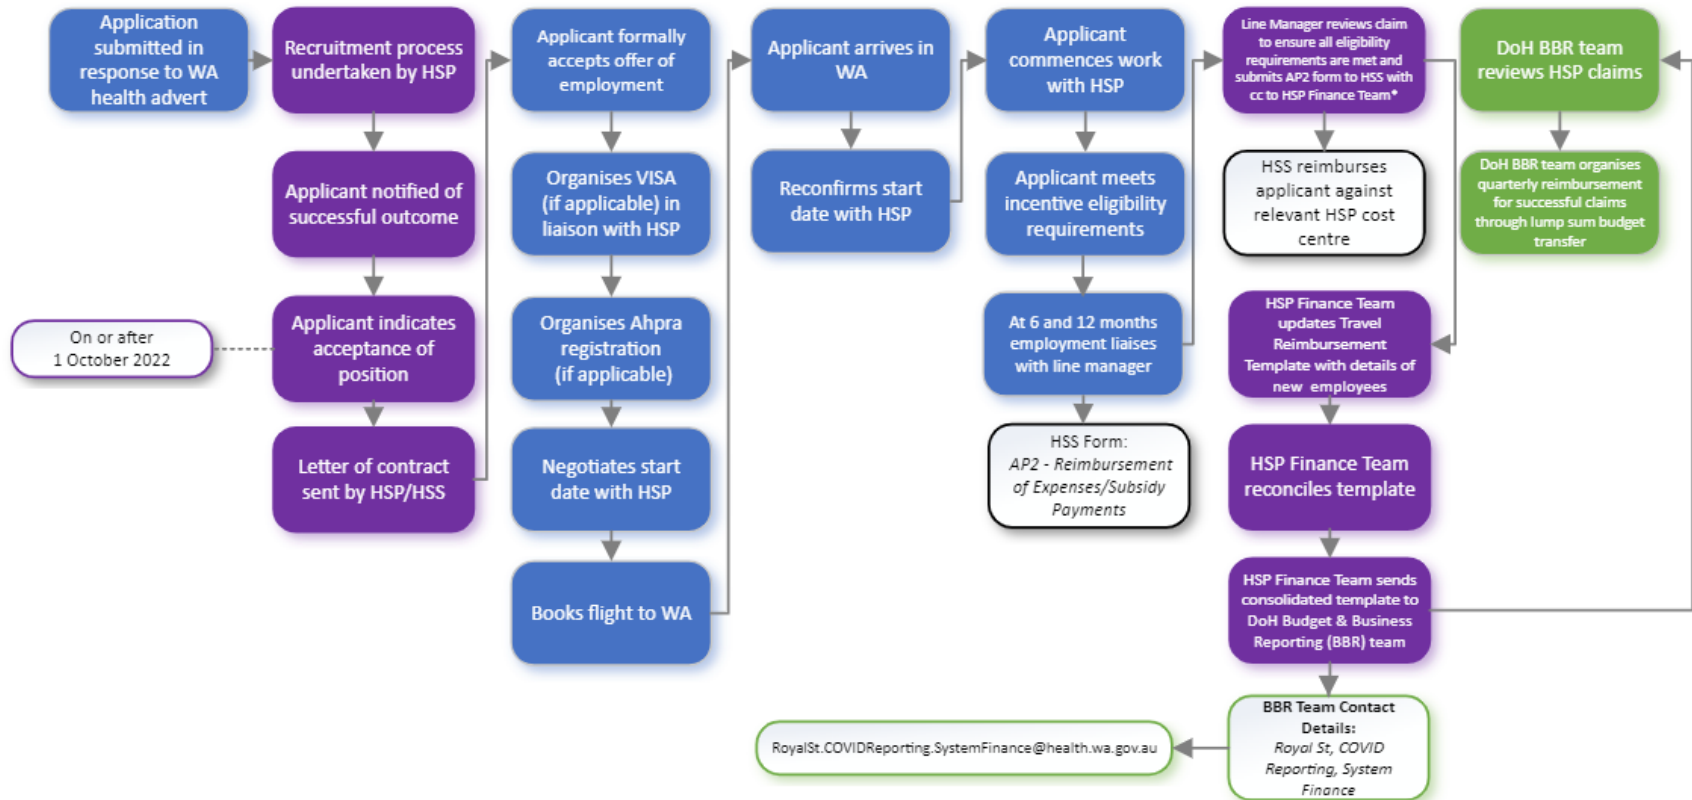 Application
submitted in
response to WA
health advert
Recruitment process
undertaken by HSP
Applicant notified of
successful outcome
Applicant indicates
acceptance of
position
On or after
1 October 2022
Letter of contract
sent by HSP/HSS
Applicant formally
accepts offer of
employment
Organises VISA
(if applicable) in
liaison with HSP
Organises Ahpra
registration
(if applicable)
Negotiates start
date with HSP
Books flight to WA
Applicant arrives in
WA
Reconfirms start
date with HSP
Applicant
commences work
with HSP
Applicant meets
incentive eligibility
requirements
At 6 and 12 months
employment liaises
with line manager
HSS Form:
AP2 - Reimbursement
of Expenses/Subsidy
Payments
Line Manager reviews claim
to ensure all eligibility
requirements are met and
submits AP2 form to HSS with
cc to HSP Finance Team*
HSS reimburses
applicant against
relevant HSP cost
centre
HSP Finance Team
updates Travel
Reimbursement
Template with details of
new employees
HSP Finance Team
reconciles template
HSP Finance Team sends
consolidated template to
DoH Budget & Business
Reporting (BBR) team
BBR Team Contact
Details:
Royal St, COVID
Reporting, System
Finance
RoyalSt.COVIDReporting.SystemFinance@health.wa.gov.au
DoH BBR team
reviews HSP claims
DoH BBR team organises
quarterly reimbursement
for successful claims
through lump sum budget
transfer